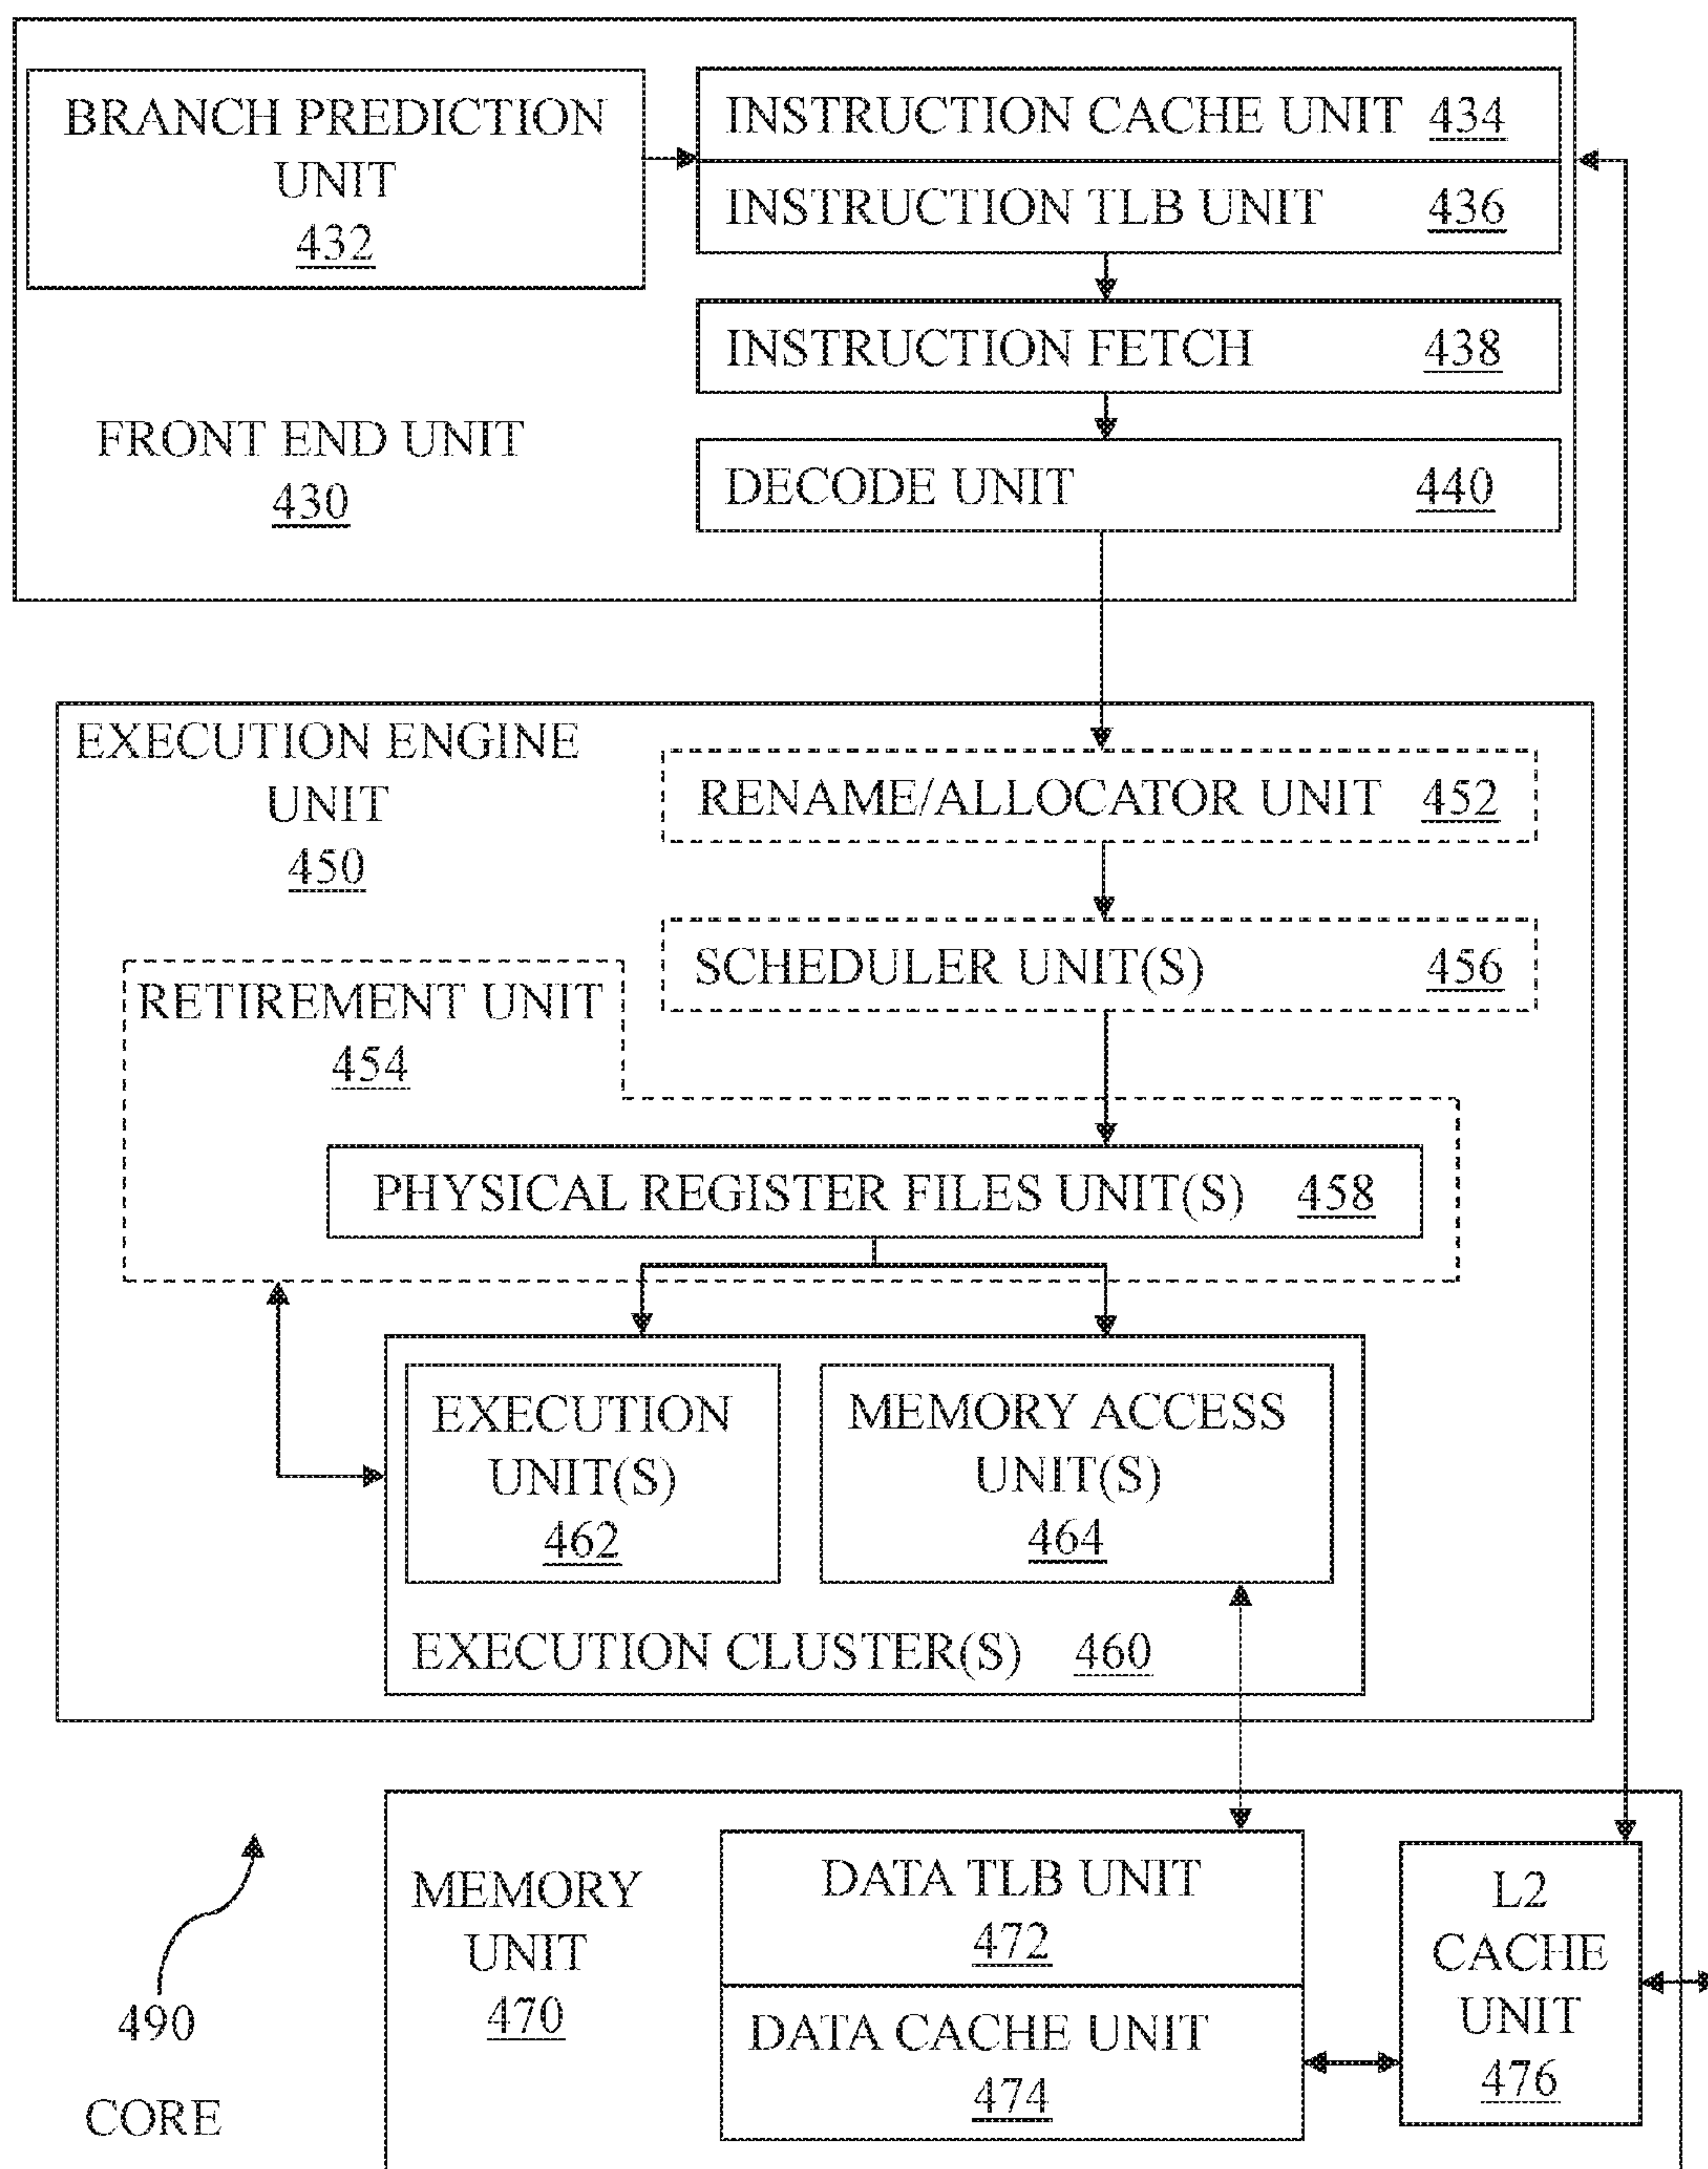 BRANCH PREDICTION
UNIT
432
INSTRUCTION CACHE UNIT 434
INSTRUCTION TLB UNIT 436
INSTRUCTION FETCH 438
FRONT END UNIT
430
DECODE UNIT 440
EXECUTION ENGINE
UNIT
450
RENAME/ALLOCATOR UNIT 452
SCHEDULER UNIT(S) 456
RETIREMENT UNIT
454
PHYSICAL REGISTER FILES UNIT(S) 458
EXECUTION
UNIT(S)
462
MEMORY ACCESS
UNIT(S)
464
EXECUTION CLUSTER(S) 460
MEMORY
UNIT
470
DATA TLB UNIT
472
DATA CACHE UNIT
474
L2
CACHE
UNIT
476
490
CORE